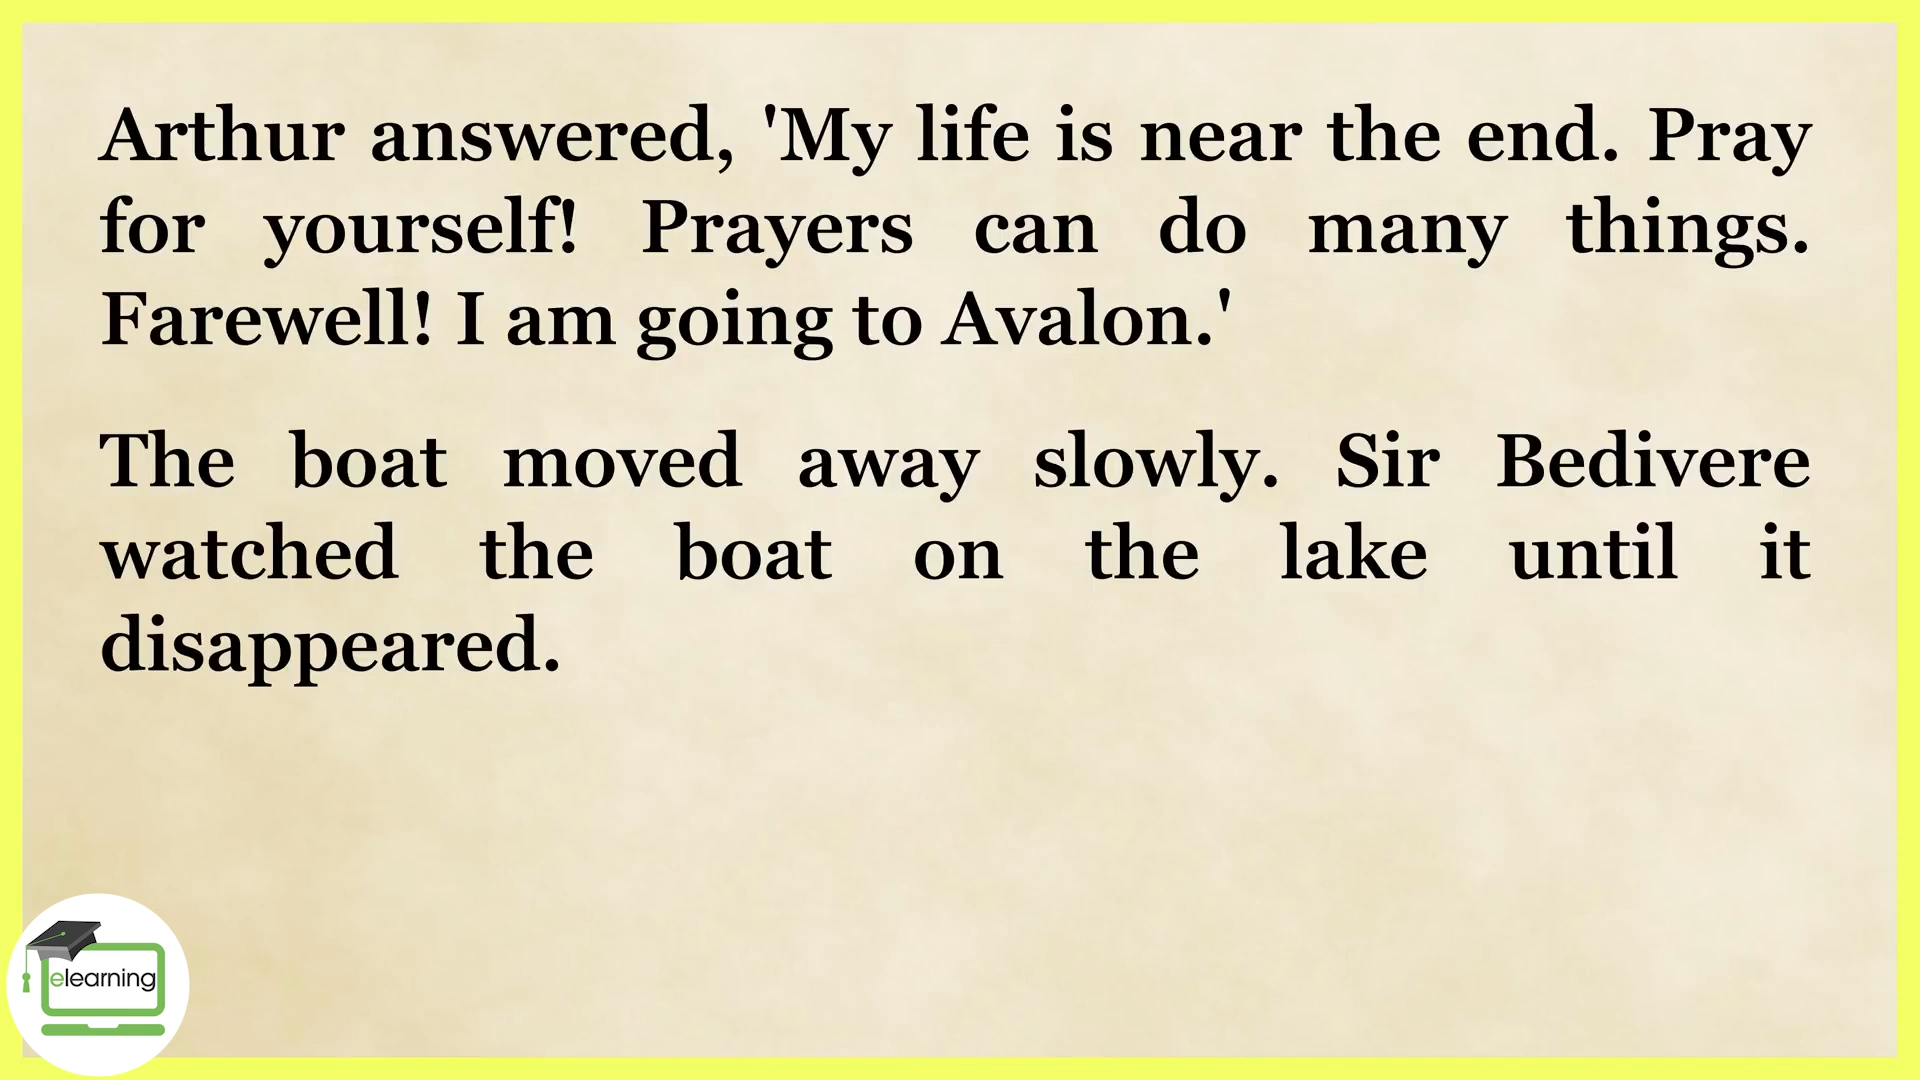 Arthur answered, 'My life is near the end. Pray
for yourself! Prayers can do many things.
Farewell! I am going to Avalon.'
The boat moved away slowly. Sir Bedivere
watched the boat on the lake until it
disappeared.
elearning